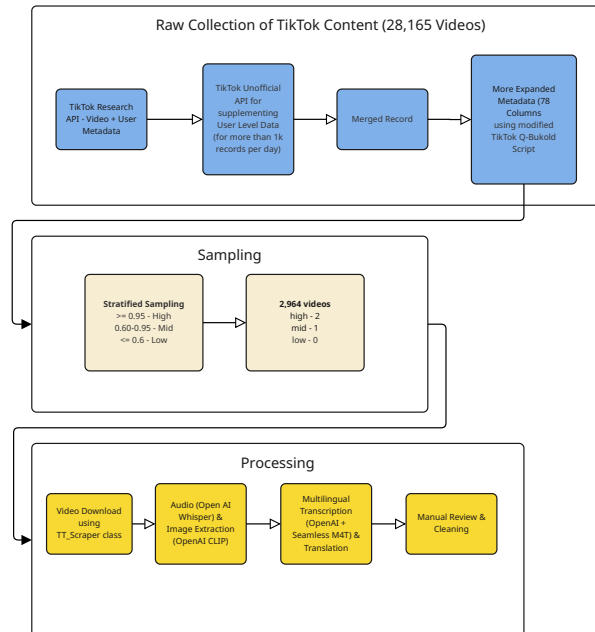 Raw Collection of TikTok Content (28,165 Videos)
TikTok Research
API - Video + User
Metadata
TikTok Unofficial
API for
supplementing
User Level Data
(for more than 1k
records per day)
Merged Record
More Expanded
Metadata (78
Columns
using modified
TikTok Q-Bukold
Script
Sampling
Stratified Sampling
>= 0.95 - High
0.60-0.95 - Mid
<= 0.6 - Low
2,964 videos
high - 2
mid - 1
low - 0
Processing
Video Download
using
TT_Scraper class
Audio (Open AI
Whisper) &
Image Extraction
(OpenAI CLIP)
Multilingual
Transcription
(OpenAI +
Seamless M4T) &
Translation
Manual Review &
Cleaning